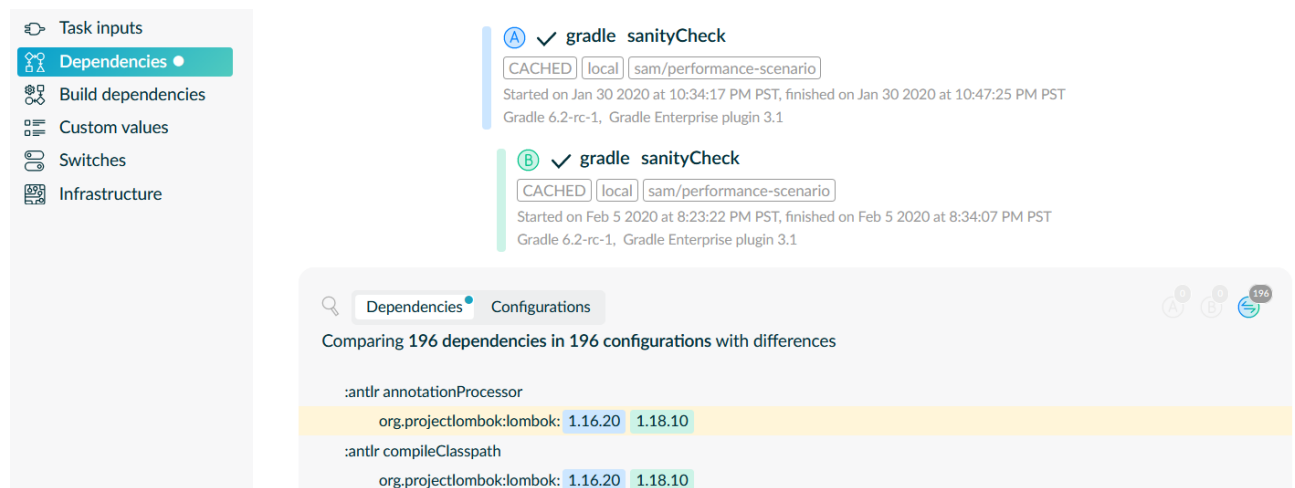 Task inputs
Dependencies
Build dependencies
Custom values
Switches
Infrastructure
A gradle sanityCheck
CACHED local sam/performance-scenario
Started on Jan 30 2020 at 10:34:17 PM PST, finished on Jan 30 2020 at 10:47:25 PM PST
Gradle 6.2-rc-1, Gradle Enterprise plugin 3.1
B gradle sanityCheck
CACHED local sam/performance-scenario
Started on Feb 5 2020 at 8:23:22 PM PST, finished on Feb 5 2020 at 8:34:07 PM PST
Gradle 6.2-rc-1, Gradle Enterprise plugin 3.1
Dependencies Configurations A 0 B 0 196
Comparing 196 dependencies in 196 configurations with differences
:antlr annotationProcessor
org.projectlombok:lombok: 1.16.20 1.18.10
:antlr compileClasspath
org.projectlombok:lombok: 1.16.20 1.18.10